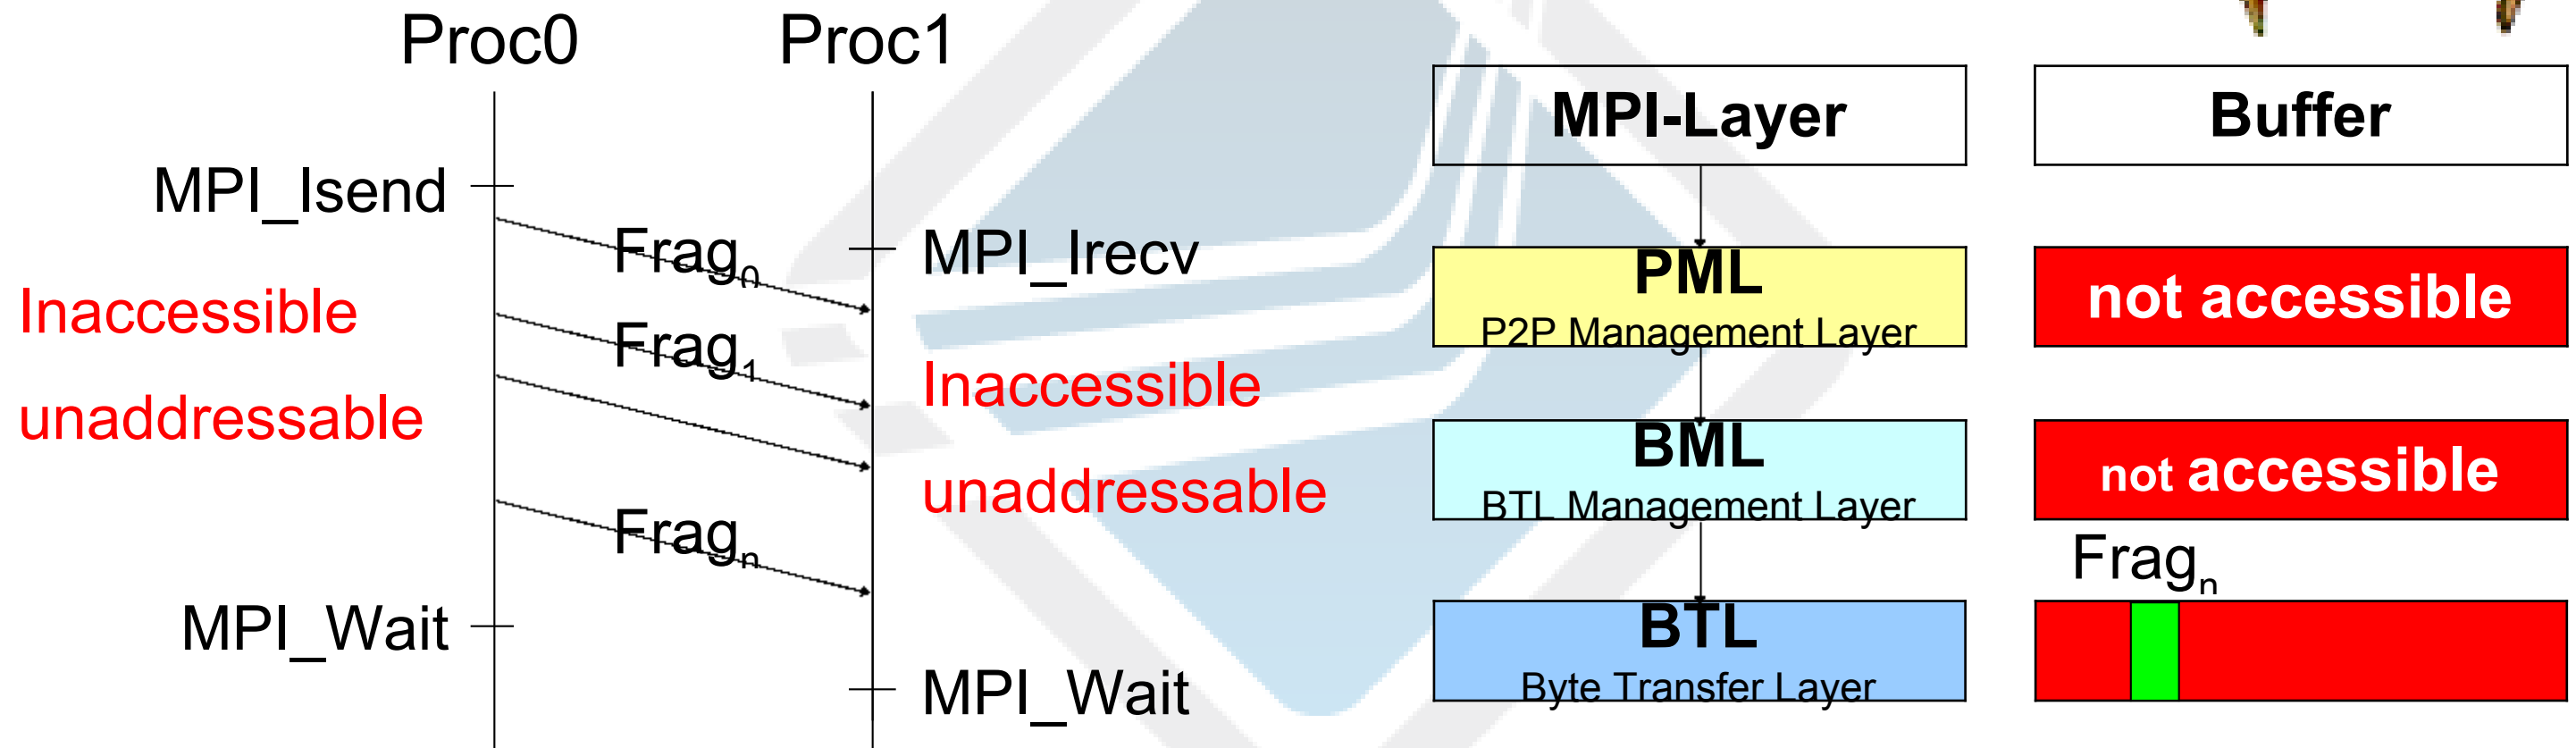 Proc0
Proc1
MPI_Isend
Frag0
MPI_Irecv
Inaccessible
Frag1
unaddressable
Inaccessible
unaddressable
Fragn
MPI_Wait
MPI_Wait
MPI-Layer
Buffer
PML
P2P Management Layer
not accessible
BML
BTL Management Layer
not accessible
Fragn
BTL
Byte Transfer Layer